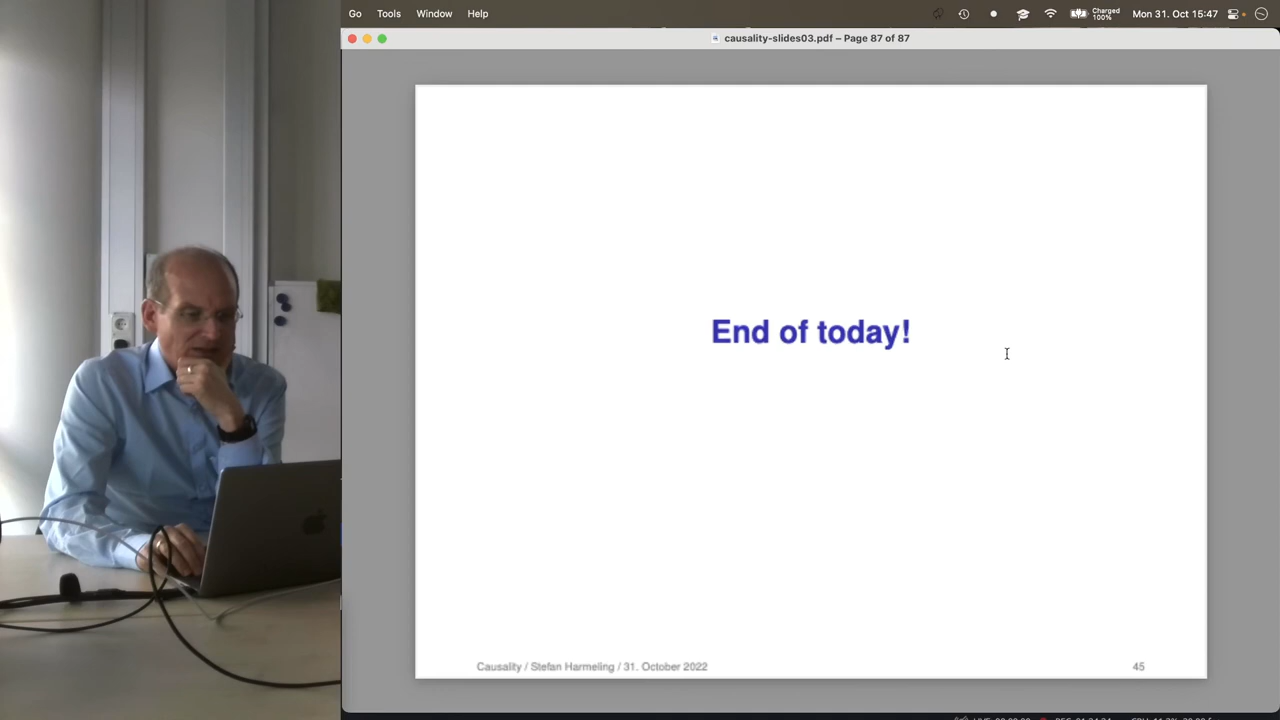 Go Tools Window Help Charged 100% Mon 31. Oct 15:47
causality-slides03.pdf – Page 87 of 87
End of today!
Causality / Stefan Harmeling / 31. October 2022 45